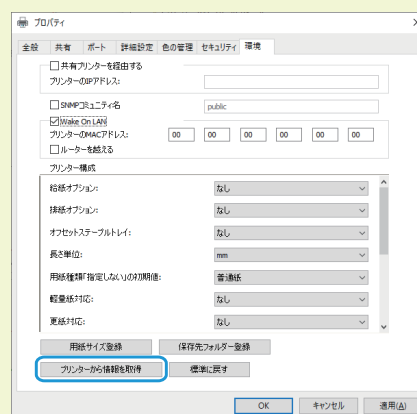 プロパティ
全般 共有 ポート 詳細設定 色の管理 セキュリティ 環境
共有プリンターを経由する
プリンターのIPアドレス:
SNMPコミュニティ名 public
Wake On LAN
プリンターのMACアドレス: 00 00 00 00 00 00
ルーターを越える
プリンター構成
給紙オプション: なし
排紙オプション: なし
オフセットステーブルトレイ: なし
長さ単位: mm
用紙種類「指定しない」の初期値: 普通紙
軽量紙対応: なし
更紙対応: なし
用紙サイズ登録 保存先フォルダー登録
プリンターから情報を取得 標準に戻す
OK キャンセル 適用(A)